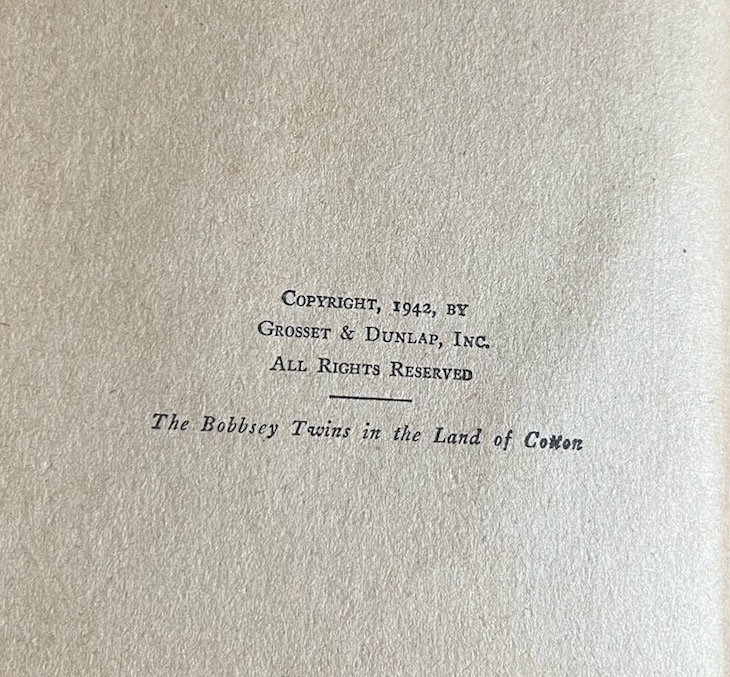 Copyright, 1942, by
Grosset & Dunlap, Inc.
All Rights Reserved
The Bobbsey Twins in the Land of Cotton